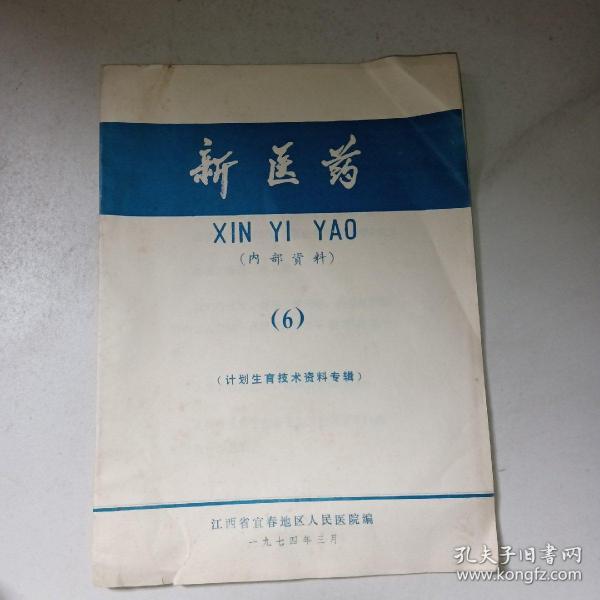 新医药
XIN YI YAO
(内部資料)
(6)
(计划生育技术资料专辑)
江西省宜春地区人民医院编
一九七四年三月
孔夫子旧书网
www.kongfz.com